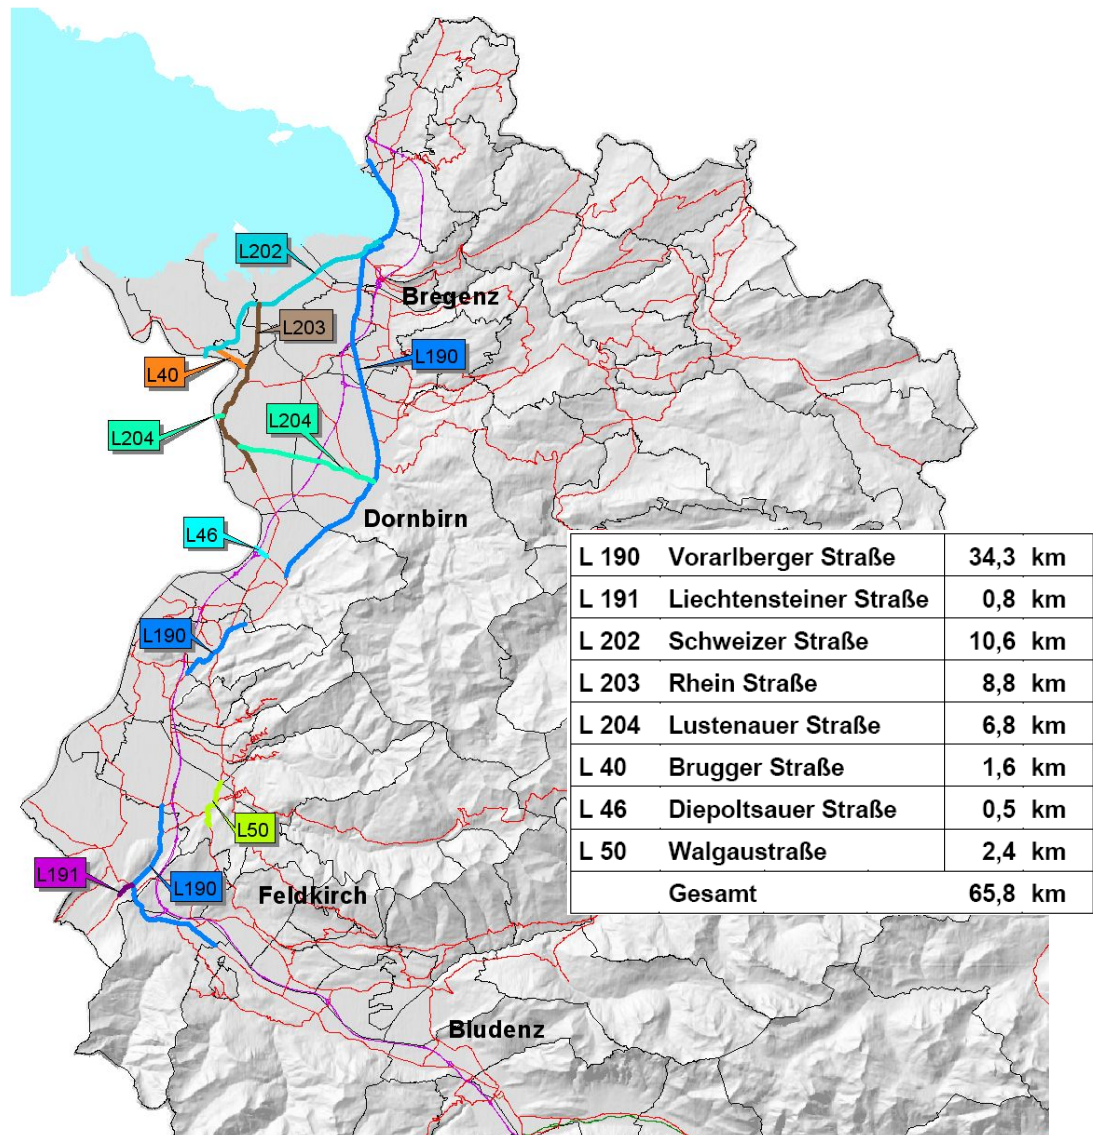 L202
Bregenz
L203
L190
L40
L204
L204
Dornbirn
L46
L 190 Vorarlberger Straße 34,3 km
L 191 Liechtensteiner Straße 0,8 km
L 202 Schweizer Straße 10,6 km
L 203 Rhein Straße 8,8 km
L 204 Lustenauer Straße 6,8 km
L 40 Brugger Straße 1,6 km
L 46 Diepoltsauer Straße 0,5 km
L 50 Walgaustraße 2,4 km
Gesamt 65,8 km
L190
L50
L191
L190
Feldkirch
Bludenz